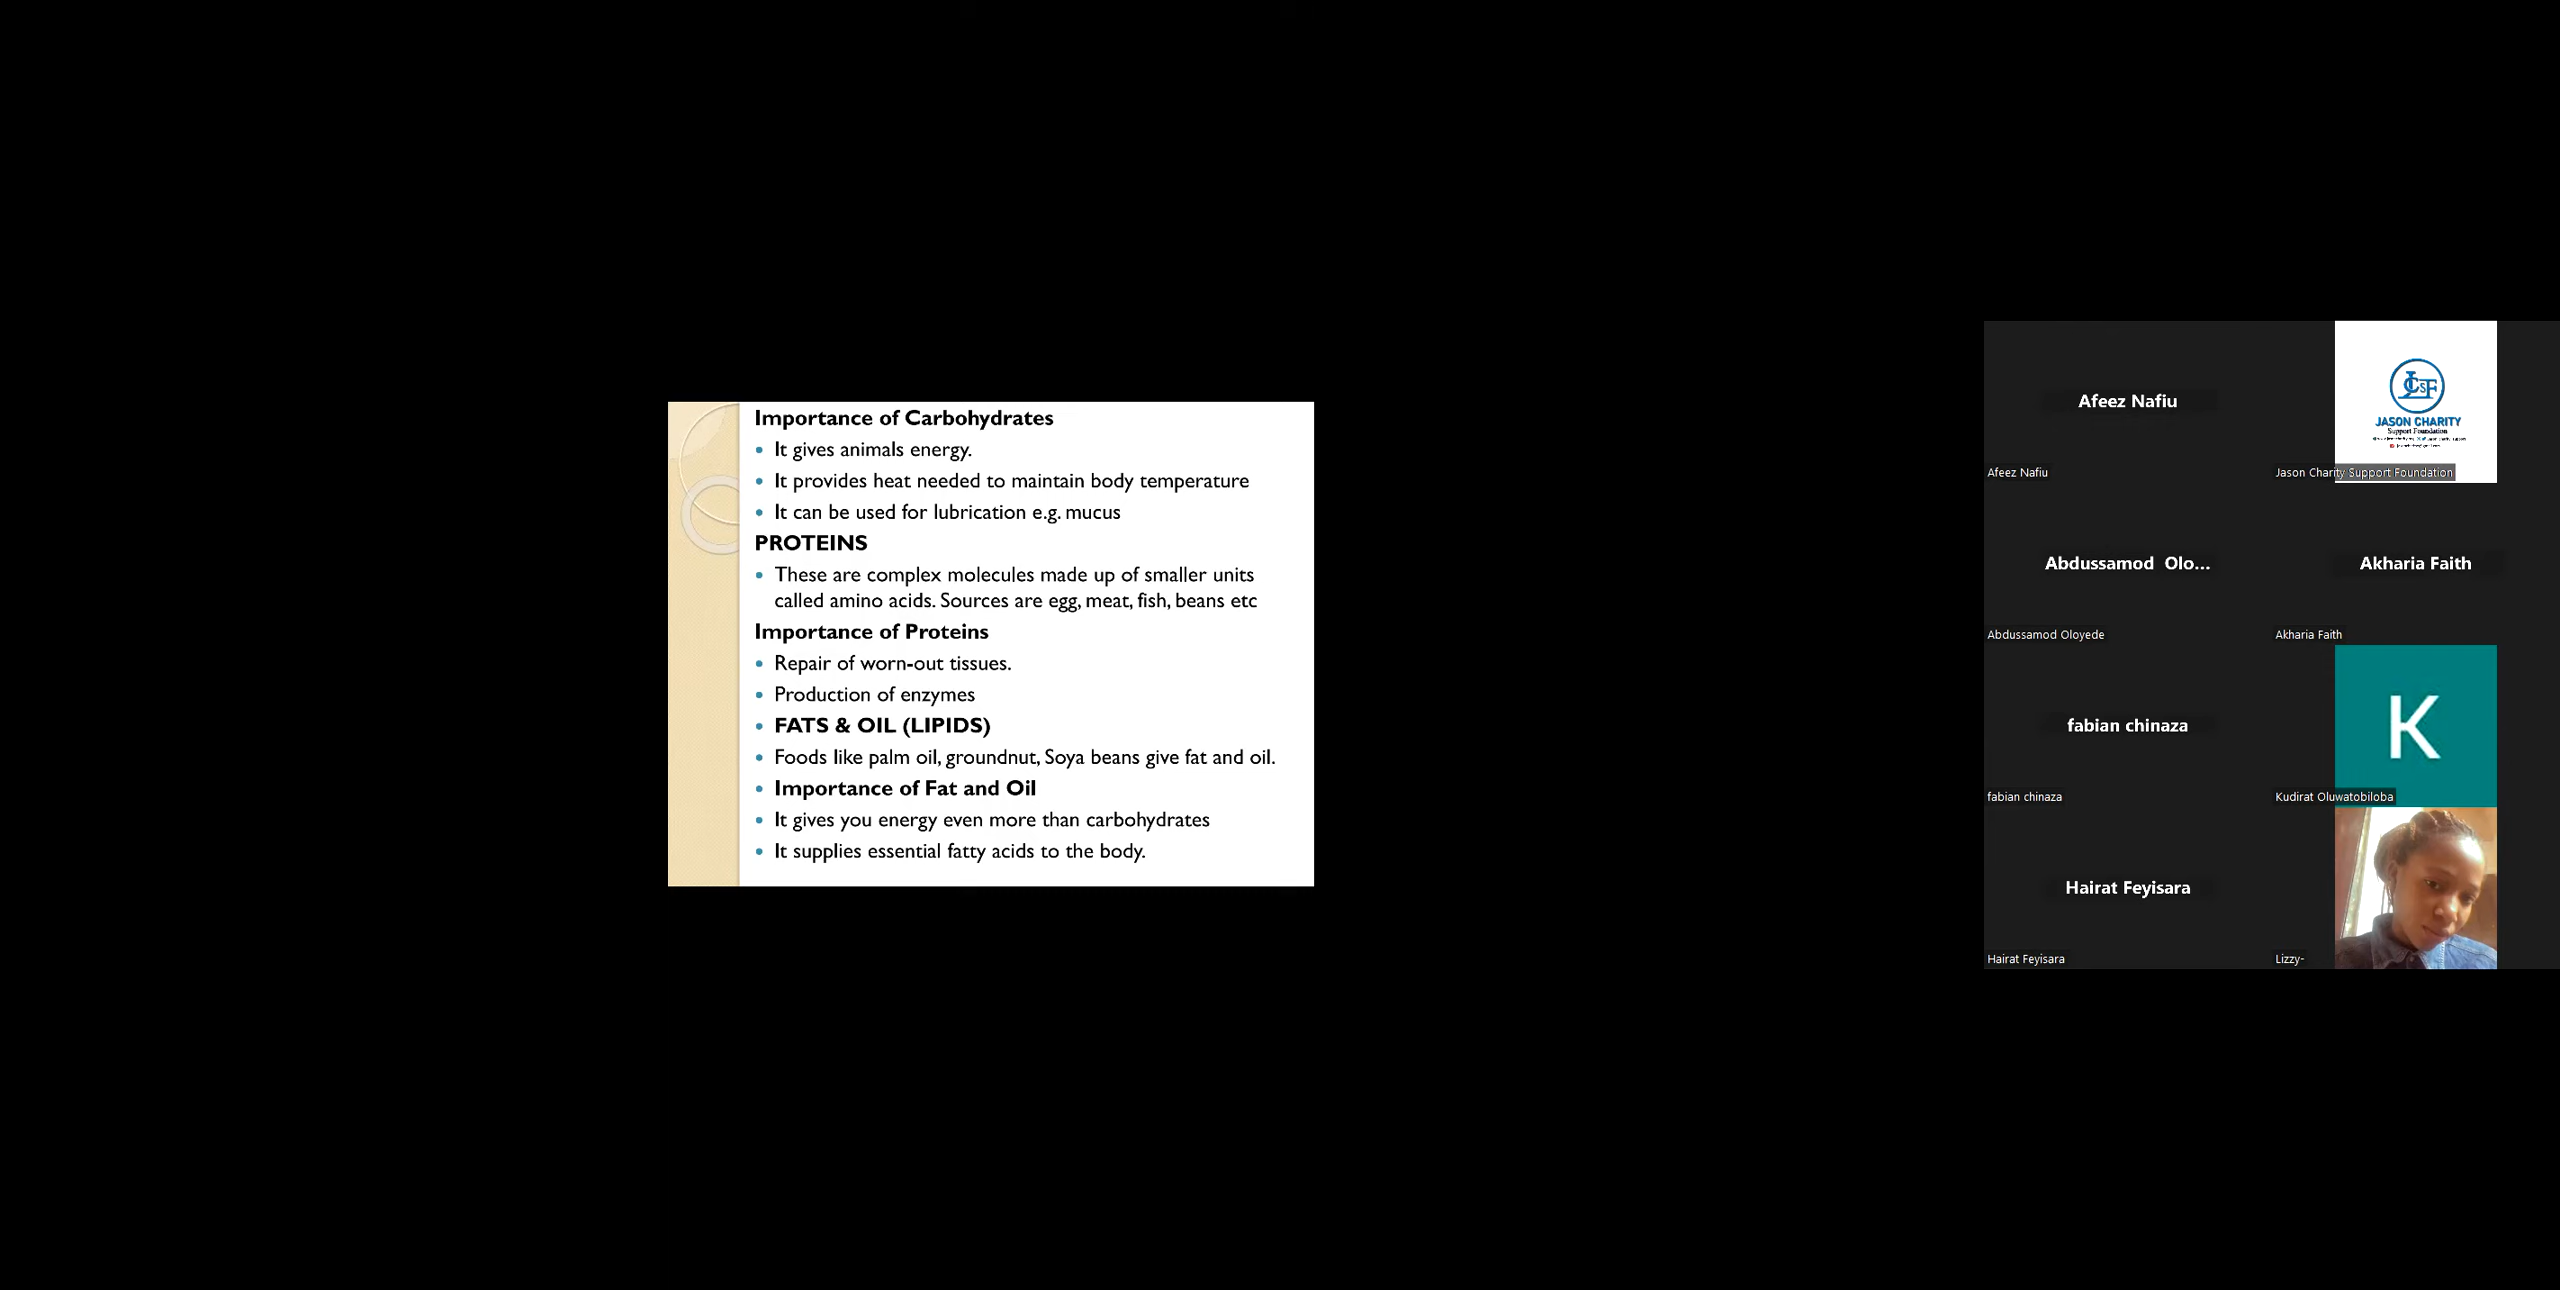 Importance of Carbohydrates
It gives animals energy.
It provides heat needed to maintain body temperature
It can be used for lubrication e.g. mucus
PROTEINS
These are complex molecules made up of smaller units
called amino acids. Sources are egg, meat, fish, beans etc
Importance of Proteins
Repair of worn-out tissues.
Production of enzymes
FATS & OIL (LIPIDS)
Foods like palm oil, groundnut, Soya beans give fat and oil.
Importance of Fat and Oil
It gives you energy even more than carbohydrates
It supplies essential fatty acids to the body.
Afeez Nafiu
Afeez Nafiu
JCSF
JASON CHARITY
Support Foundation
Jason Charity Support Foundation
Abdussamod Olo...
Abdussamod Oloyede
Akharia Faith
Akharia Faith
fabian chinaza
fabian chinaza
K
Kudirat Oluwatobiloba
Hairat Feyisara
Hairat Feyisara
Lizzy-